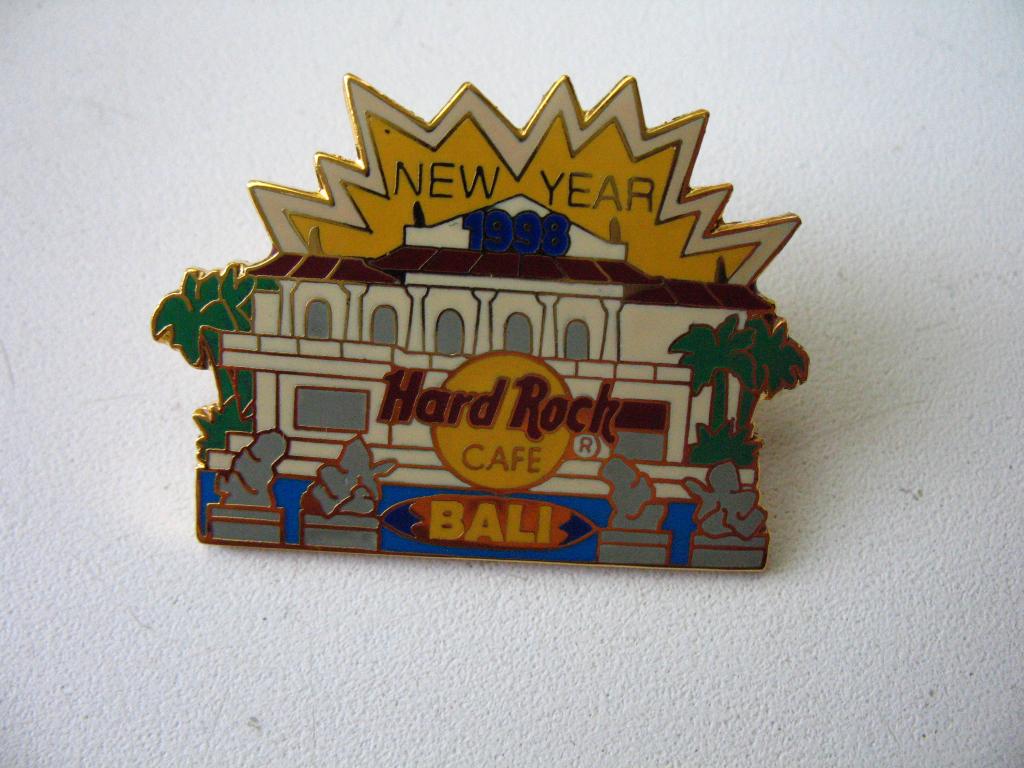 NEW YEAR
1998
Hard Rock
CAFE
®
BALI